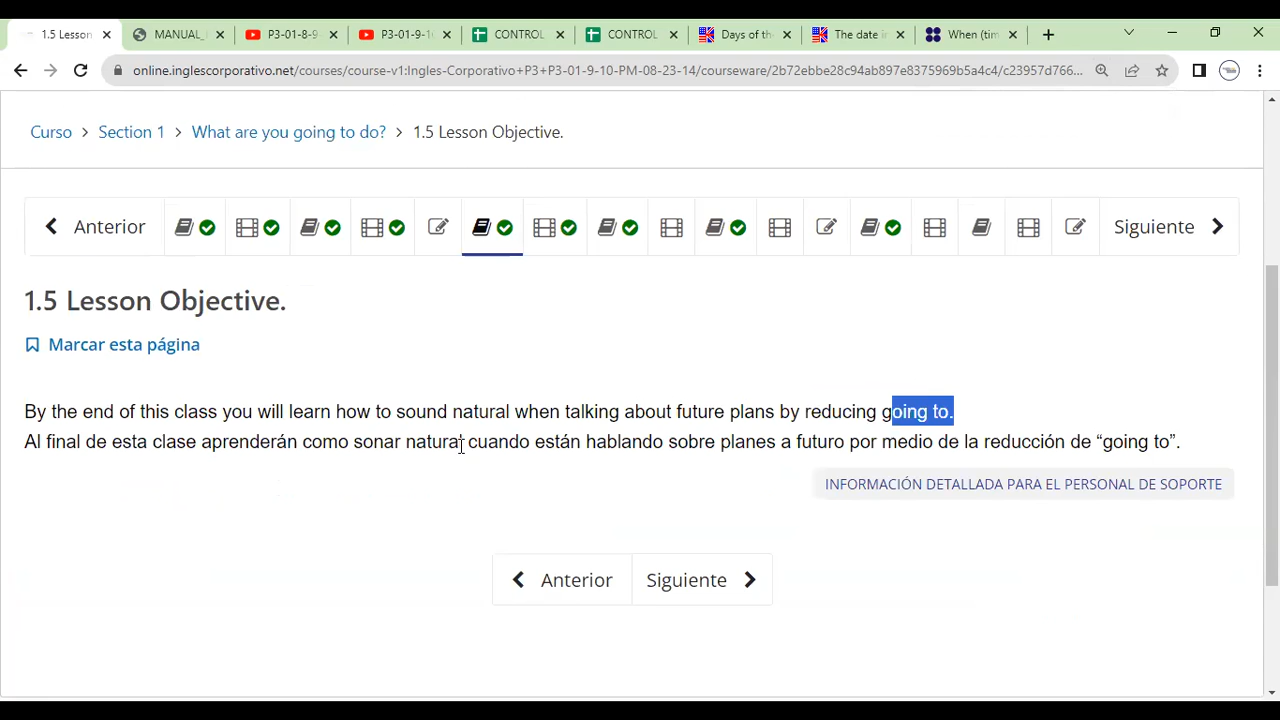 1.5 Lesson
MANUAL_
P3-01-8-9
P3-01-9-1
CONTROL
CONTROL
Days of th
The date i
When (tim
online.inglescorporativo.net/courses/course-v1:Ingles-Corporativo+P3+P3-01-9-10-PM-08-23-14/courseware/2b72ebbe28c94ab897e8375969b5a4c4/c23957d766...
Curso > Section 1 > What are you going to do? > 1.5 Lesson Objective.
Anterior
Siguiente
1.5 Lesson Objective.
Marcar esta página
By the end of this class you will learn how to sound natural when talking about future plans by reducing going to.
Al final de esta clase aprenderán como sonar natural cuando están hablando sobre planes a futuro por medio de la reducción de “going to”.
INFORMACIÓN DETALLADA PARA EL PERSONAL DE SOPORTE
Anterior
Siguiente